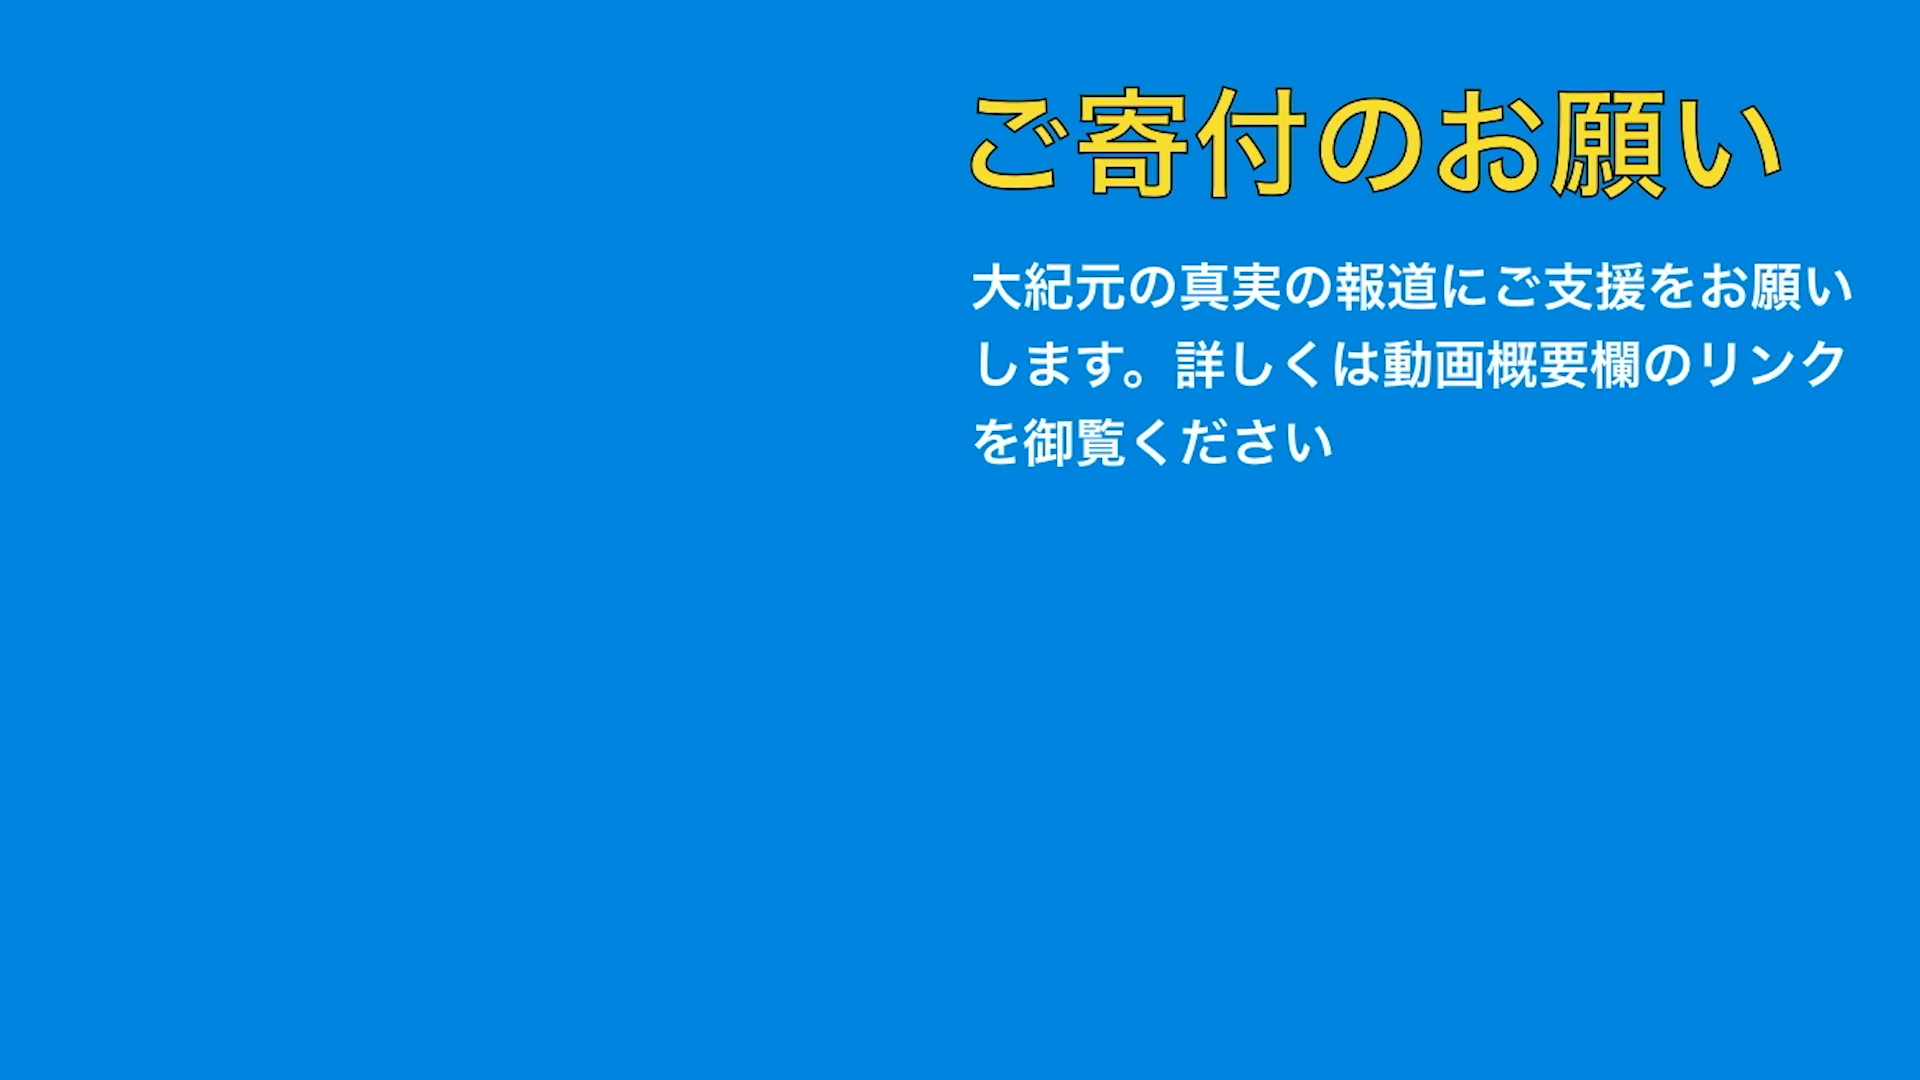 ご寄付のお願い
大紀元の真実の報道にご支援をお願い
します。詳しくは動画概要欄のリンク
を御覧ください